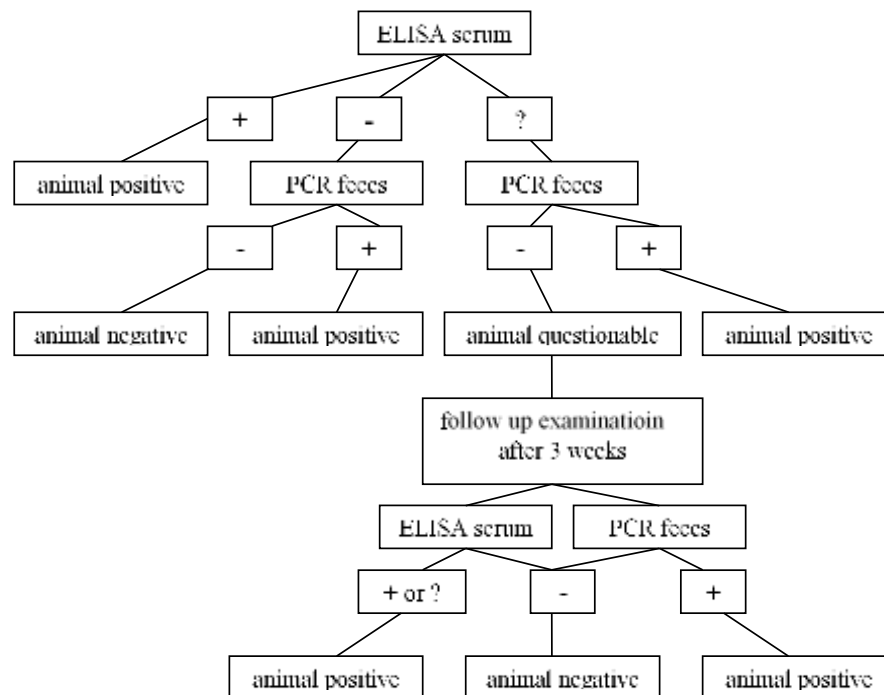 ELISA serum
+
-
?
animal positive
PCR feces
PCR feces
-
+
-
+
animal negative
animal positive
animal questionable
animal positive
follow up examinatioin
after 3 weeks
ELISA serum
PCR feces
+ or ?
-
+
animal positive
animal negative
animal positive